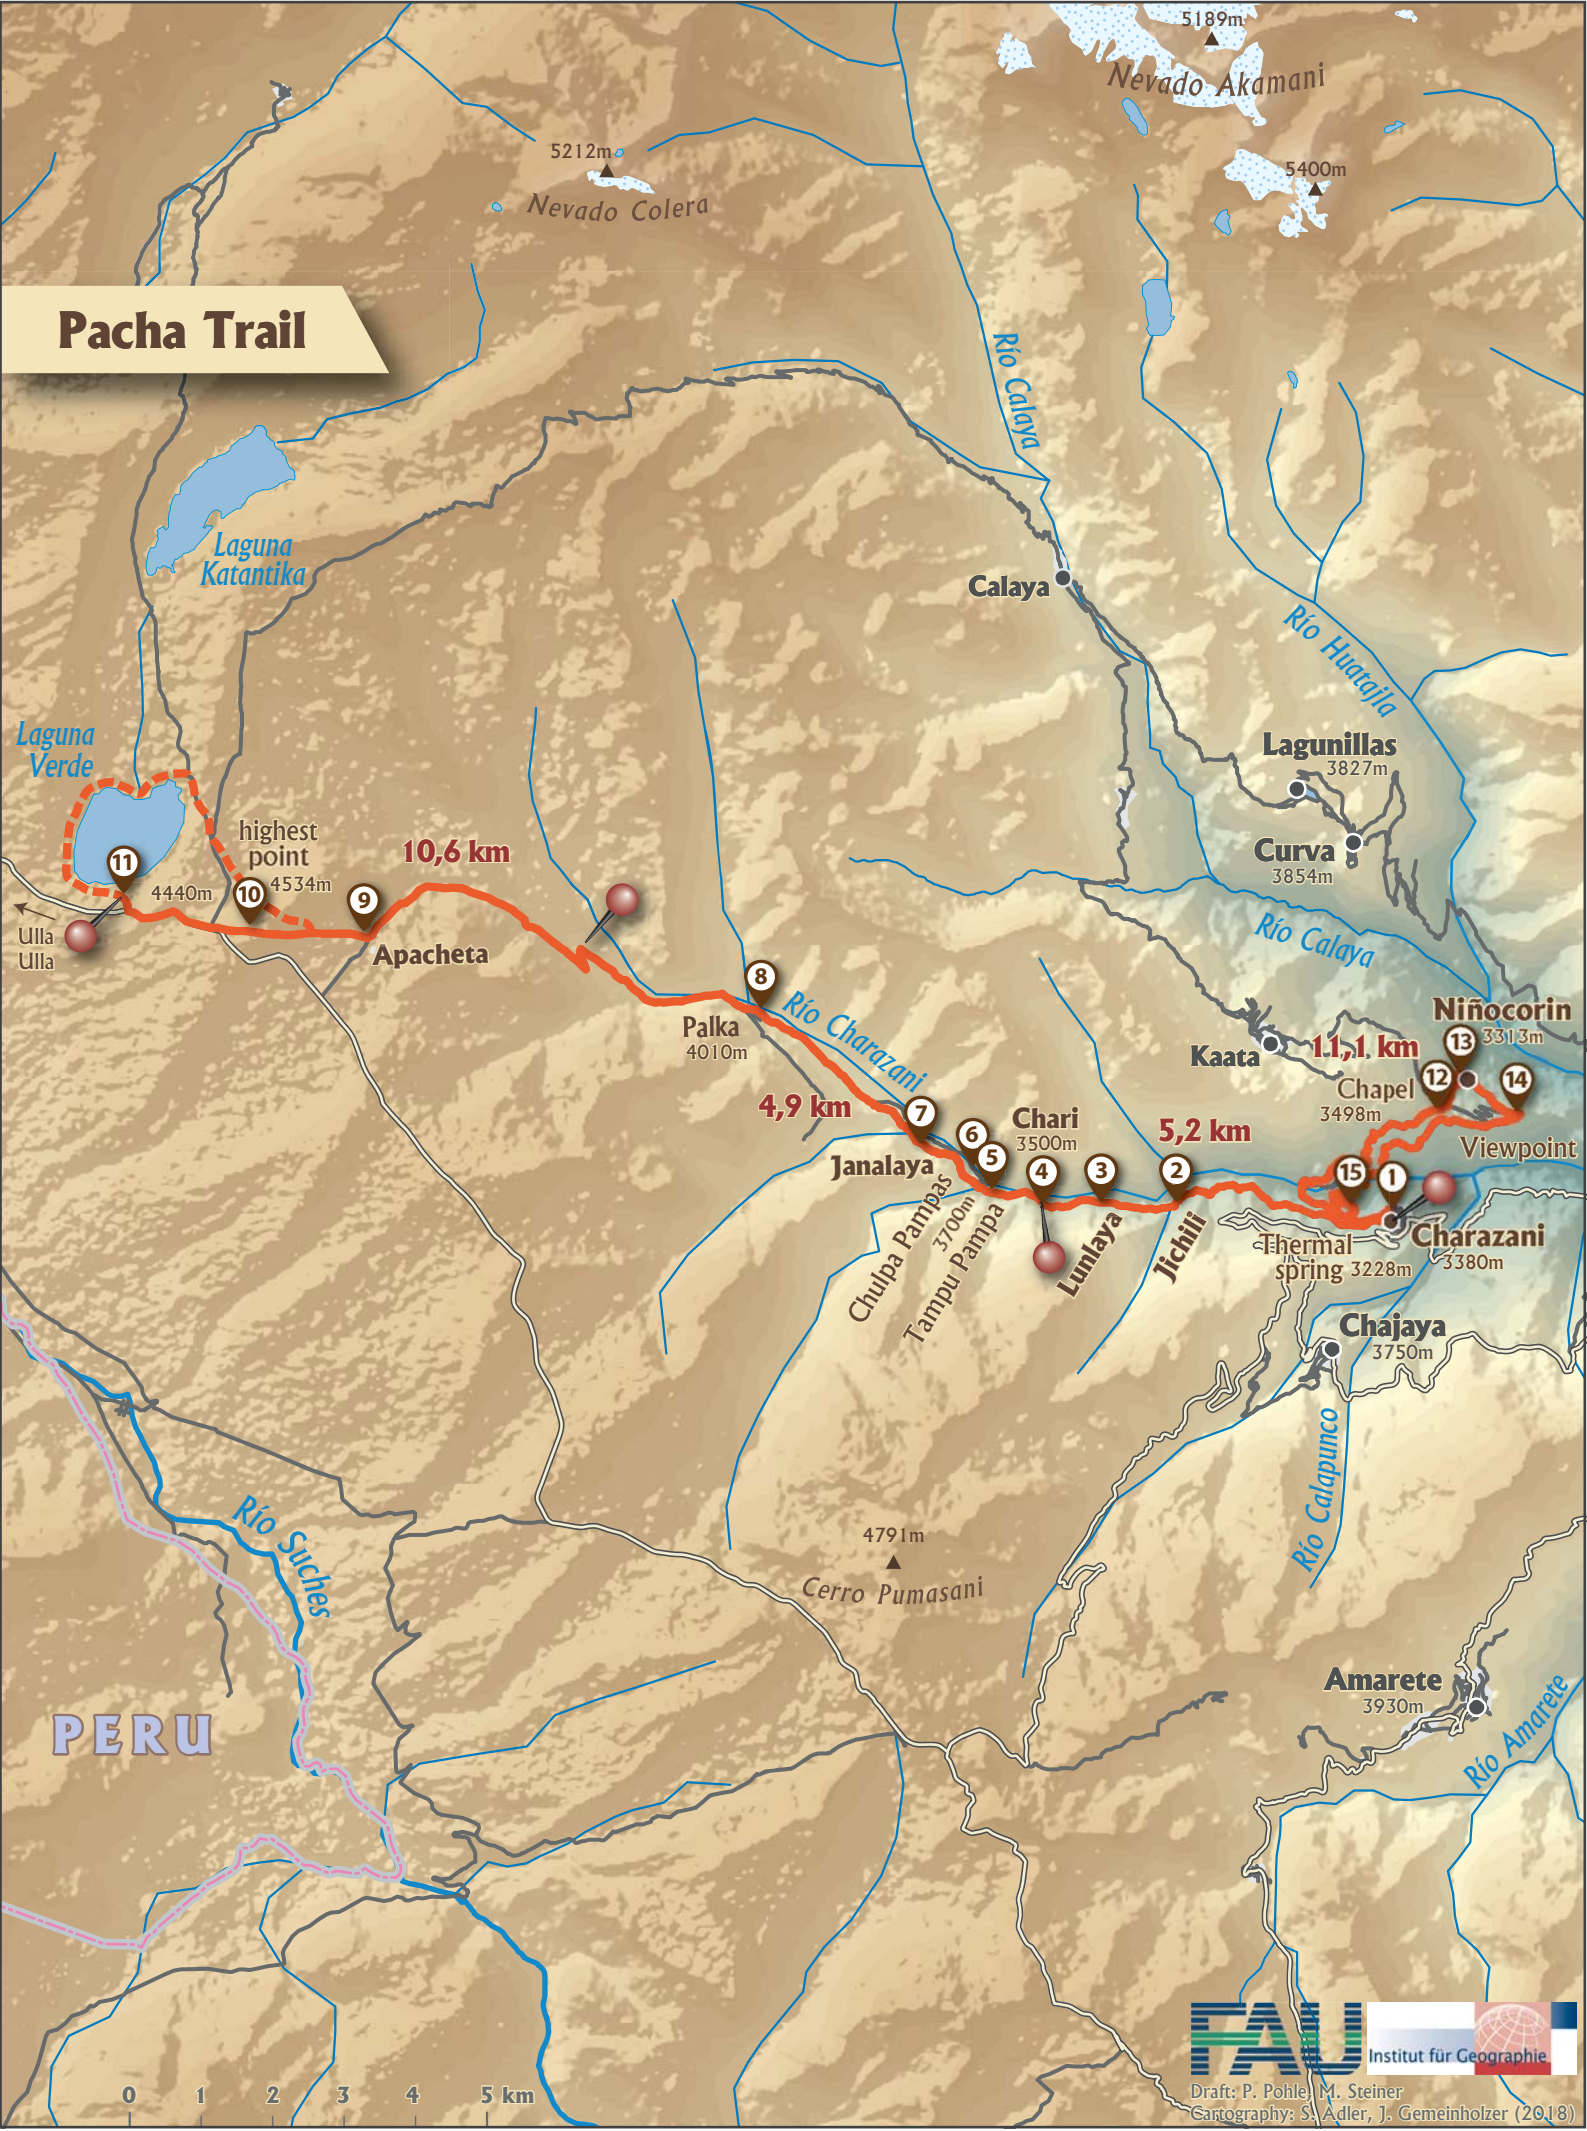 5189m
Nevado Akamani
5212m
5400m
Nevado Colera
Pacha Trail
Río Calaya
Laguna
Katantika
Calaya
Río Huatajla
Laguna
Verde
Lagunillas
3827m
highest
point
4534m
10,6 km
Curva
3854m
11
4440m
10
9
Ulla
Ulla
Apacheta
Río Calaya
8
Río Charazani
Palka
4010m
Niñocorin
3313m
13
Kaata
11,1 km
12
14
Chapel
3498m
4,9 km
7
Chari
3500m
5,2 km
6
Viewpoint
Janalaya
5
4
3
2
15
1
Chulpa Pampas
3700m
Tampu Pampa
Lunlaya
Jichili
Thermal
spring 3228m
Charazani
3380m
Chajaya
3750m
Río Calapunco
Río Suches
4791m
Cerro Pumasani
Amarete
3930m
Río Amarete
PERU
FAU
Institut für Geographie
0 1 2 3 4 5 km
Draft: P. Pohle, M. Steiner
Cartography: S. Adler, J. Gemeinholzer (2018)